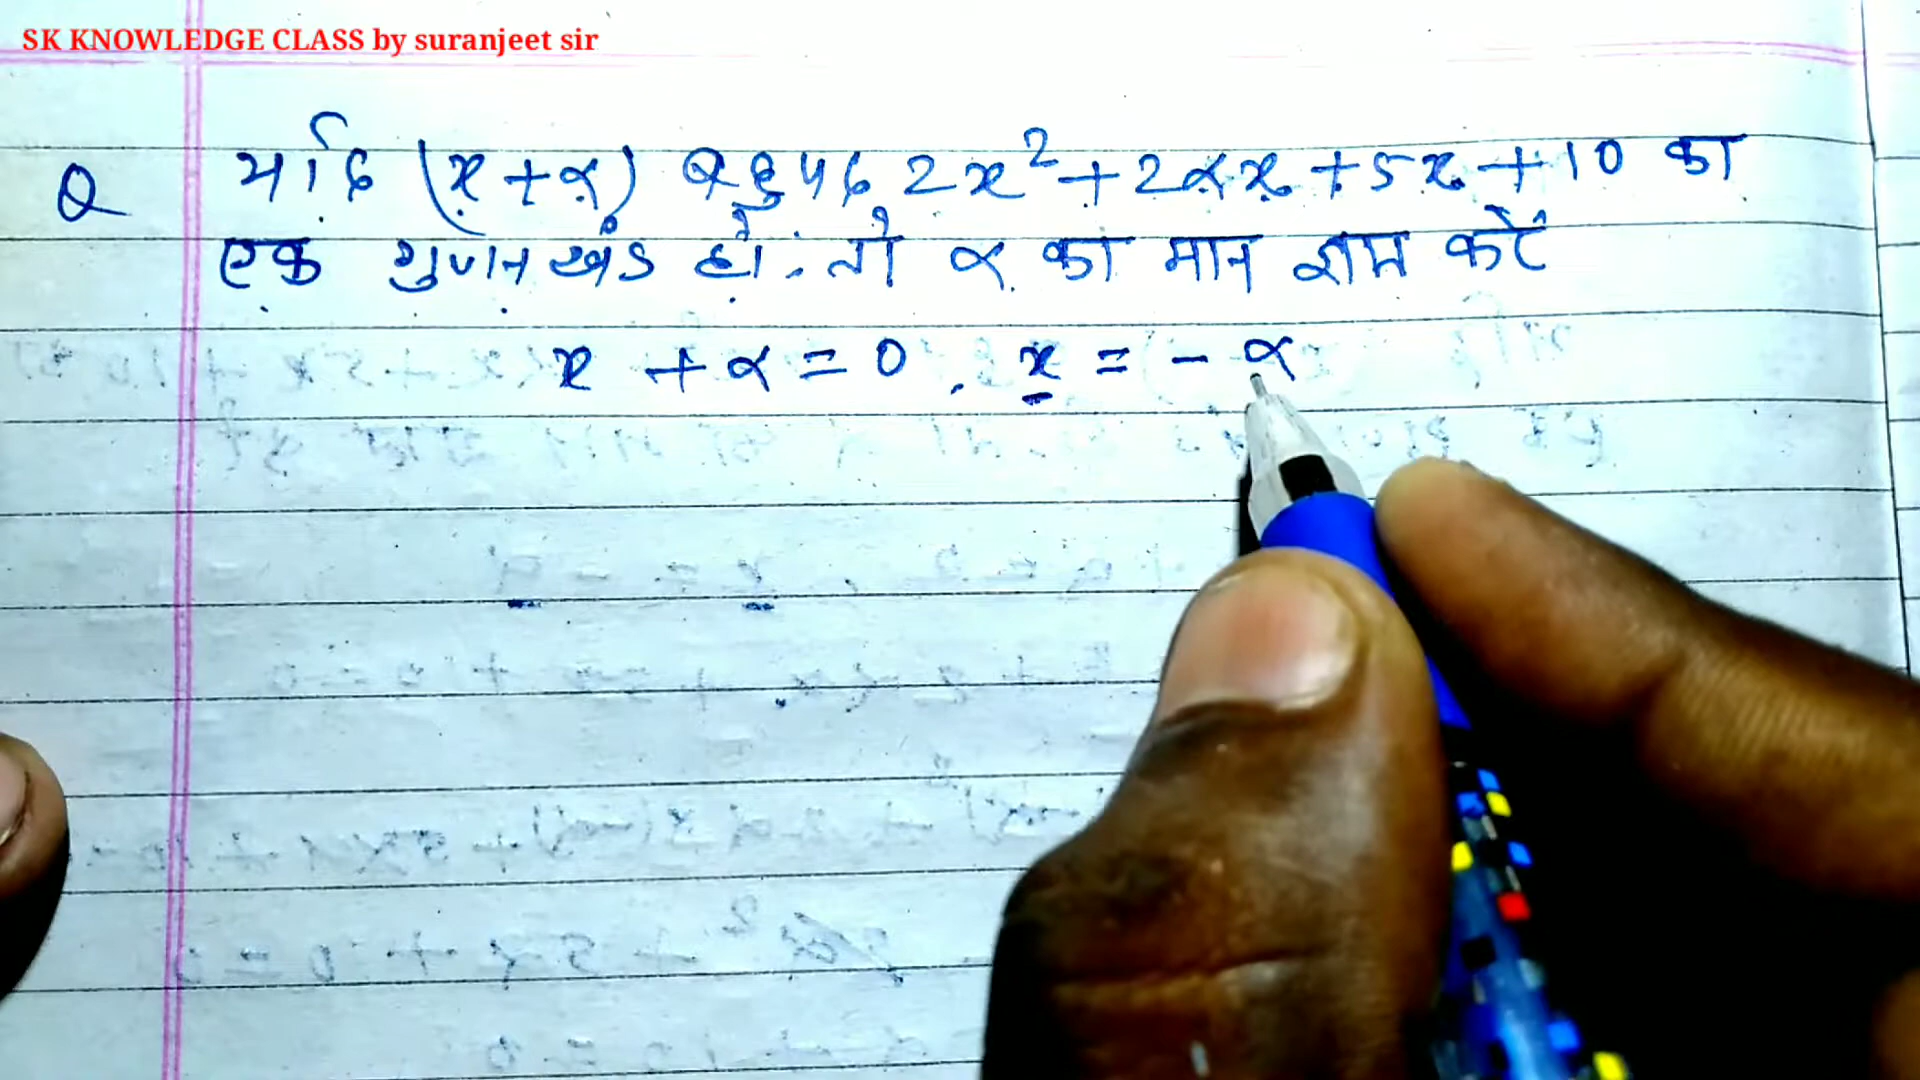 SK KNOWLEDGE CLASS by suranjeet sir
Q यदि (x+α) बहुपद 2x²+2αx+5x+10 का
एक गुणनखंड हो. तो α का मान ज्ञात करें
x + α = 0, x = - α